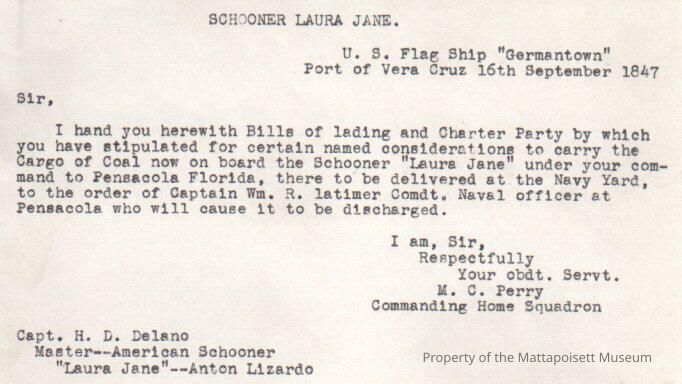 SCHOONER LAURA JANE.
U. S. Flag Ship "Germantown"
Port of Vera Cruz 16th September 1847
Sir,
I hand you herewith Bills of lading and Charter Party by which
you have stipulated for certain named considerations to carry the
Cargo of Coal now on board the Schooner "Laura Jane" under your com-
mand to Pensacola Florida, there to be delivered at the Navy Yard,
to the order of Captain Wm. R. latimer Comdt. Naval officer at
Pensacola who will cause it to be discharged.
I am, Sir,
Respectfully
Your obdt. Servt.
M. C. Perry
Commanding Home Squadron
Capt. H. D. Delano
Master--American Schooner
"Laura Jane"--Anton Lizardo
Property of the Mattapoisett Museum